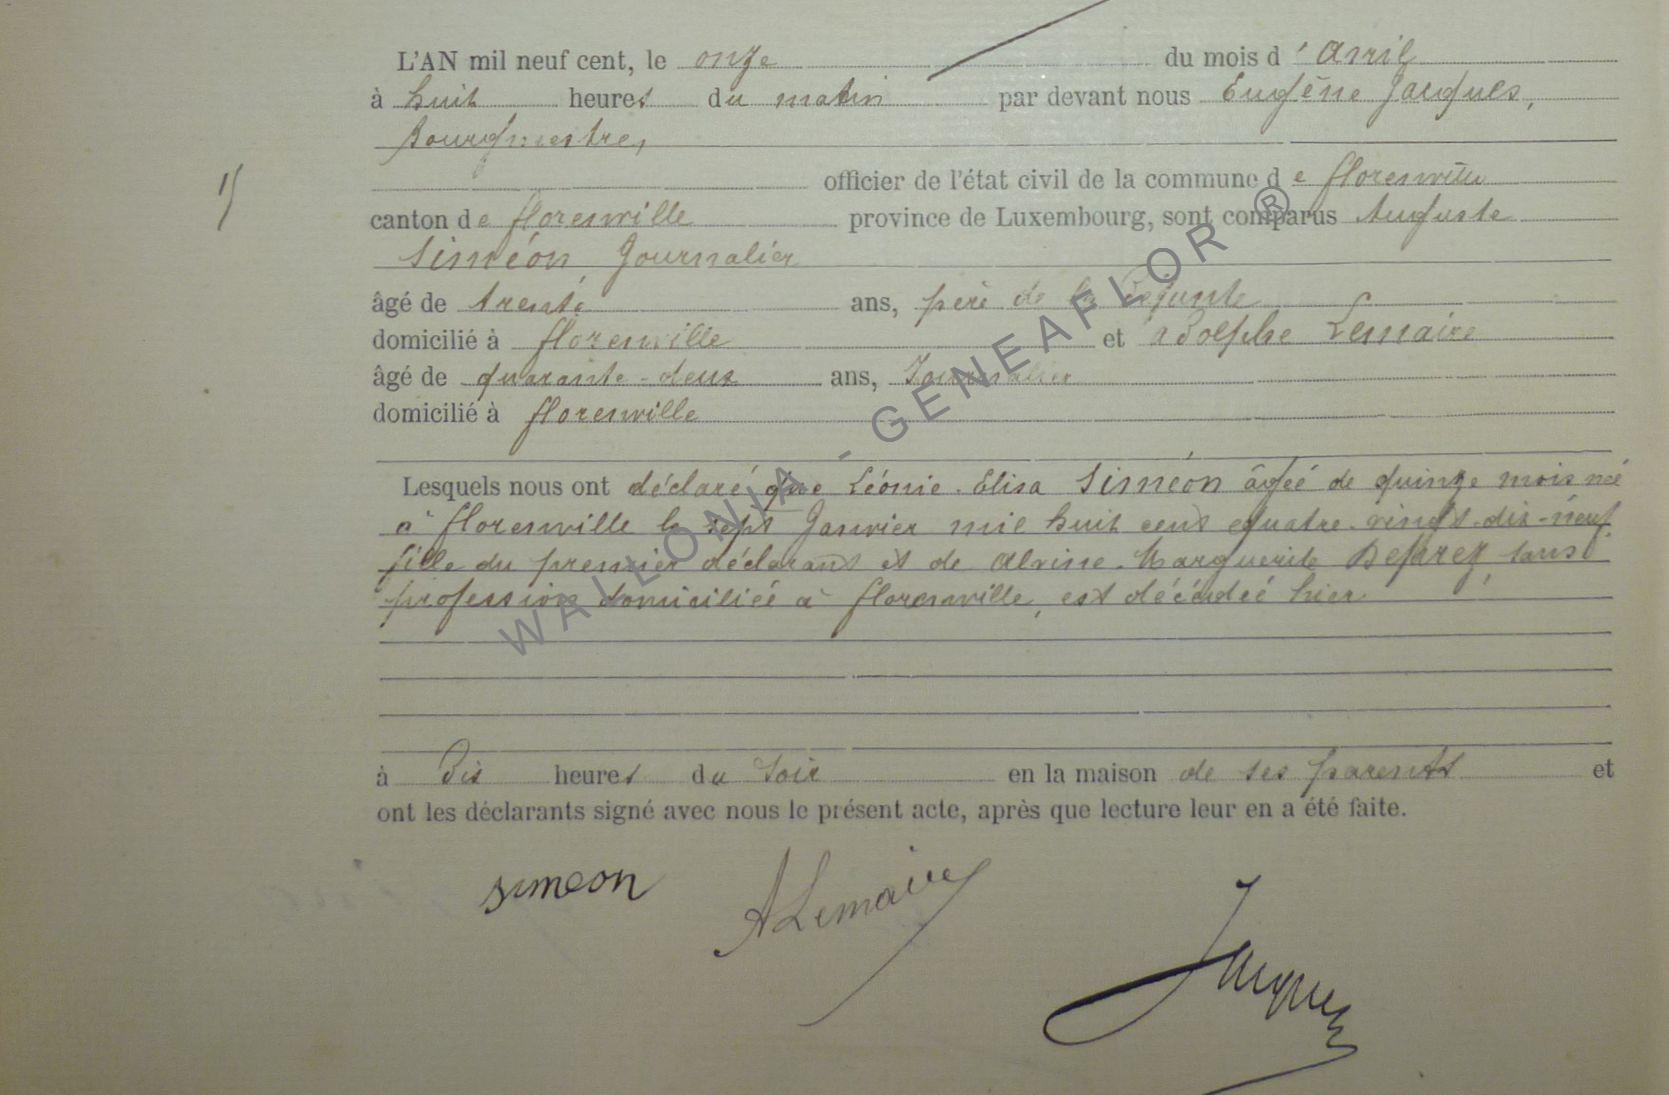 L'AN mil neuf cent, le onze du mois d'avril
à huit heures du matin par devant nous Eugène Jacques,
Bourgmestre,
officier de l'état civil de la commune de florenville
canton de florenville province de Luxembourg, sont comparus Auguste
Siméon, Journalier
âgé de trente ans, père de la défunte
domicilié à florenville et adolphe Lemaire
âgé de quarante-deux ans, Journalier
domicilié à florenville
Lesquels nous ont déclaré que Léonie-Elisa Siméon âgée de quinze mois née
à florenville le sept Janvier mil huit cent quatre-vingt-dix-neuf
fille du premier déclarant et de Alvine-Marguerite Deprez, sans
profession domiciliée à florenville, est décédée hier
à Dix heures du soir en la maison de ses parents et
ont les déclarants signé avec nous le présent acte, après que lecture leur en a été faite.
simeon
ALemaire
Jacques
WALLONIA - GENEAFLOR ®